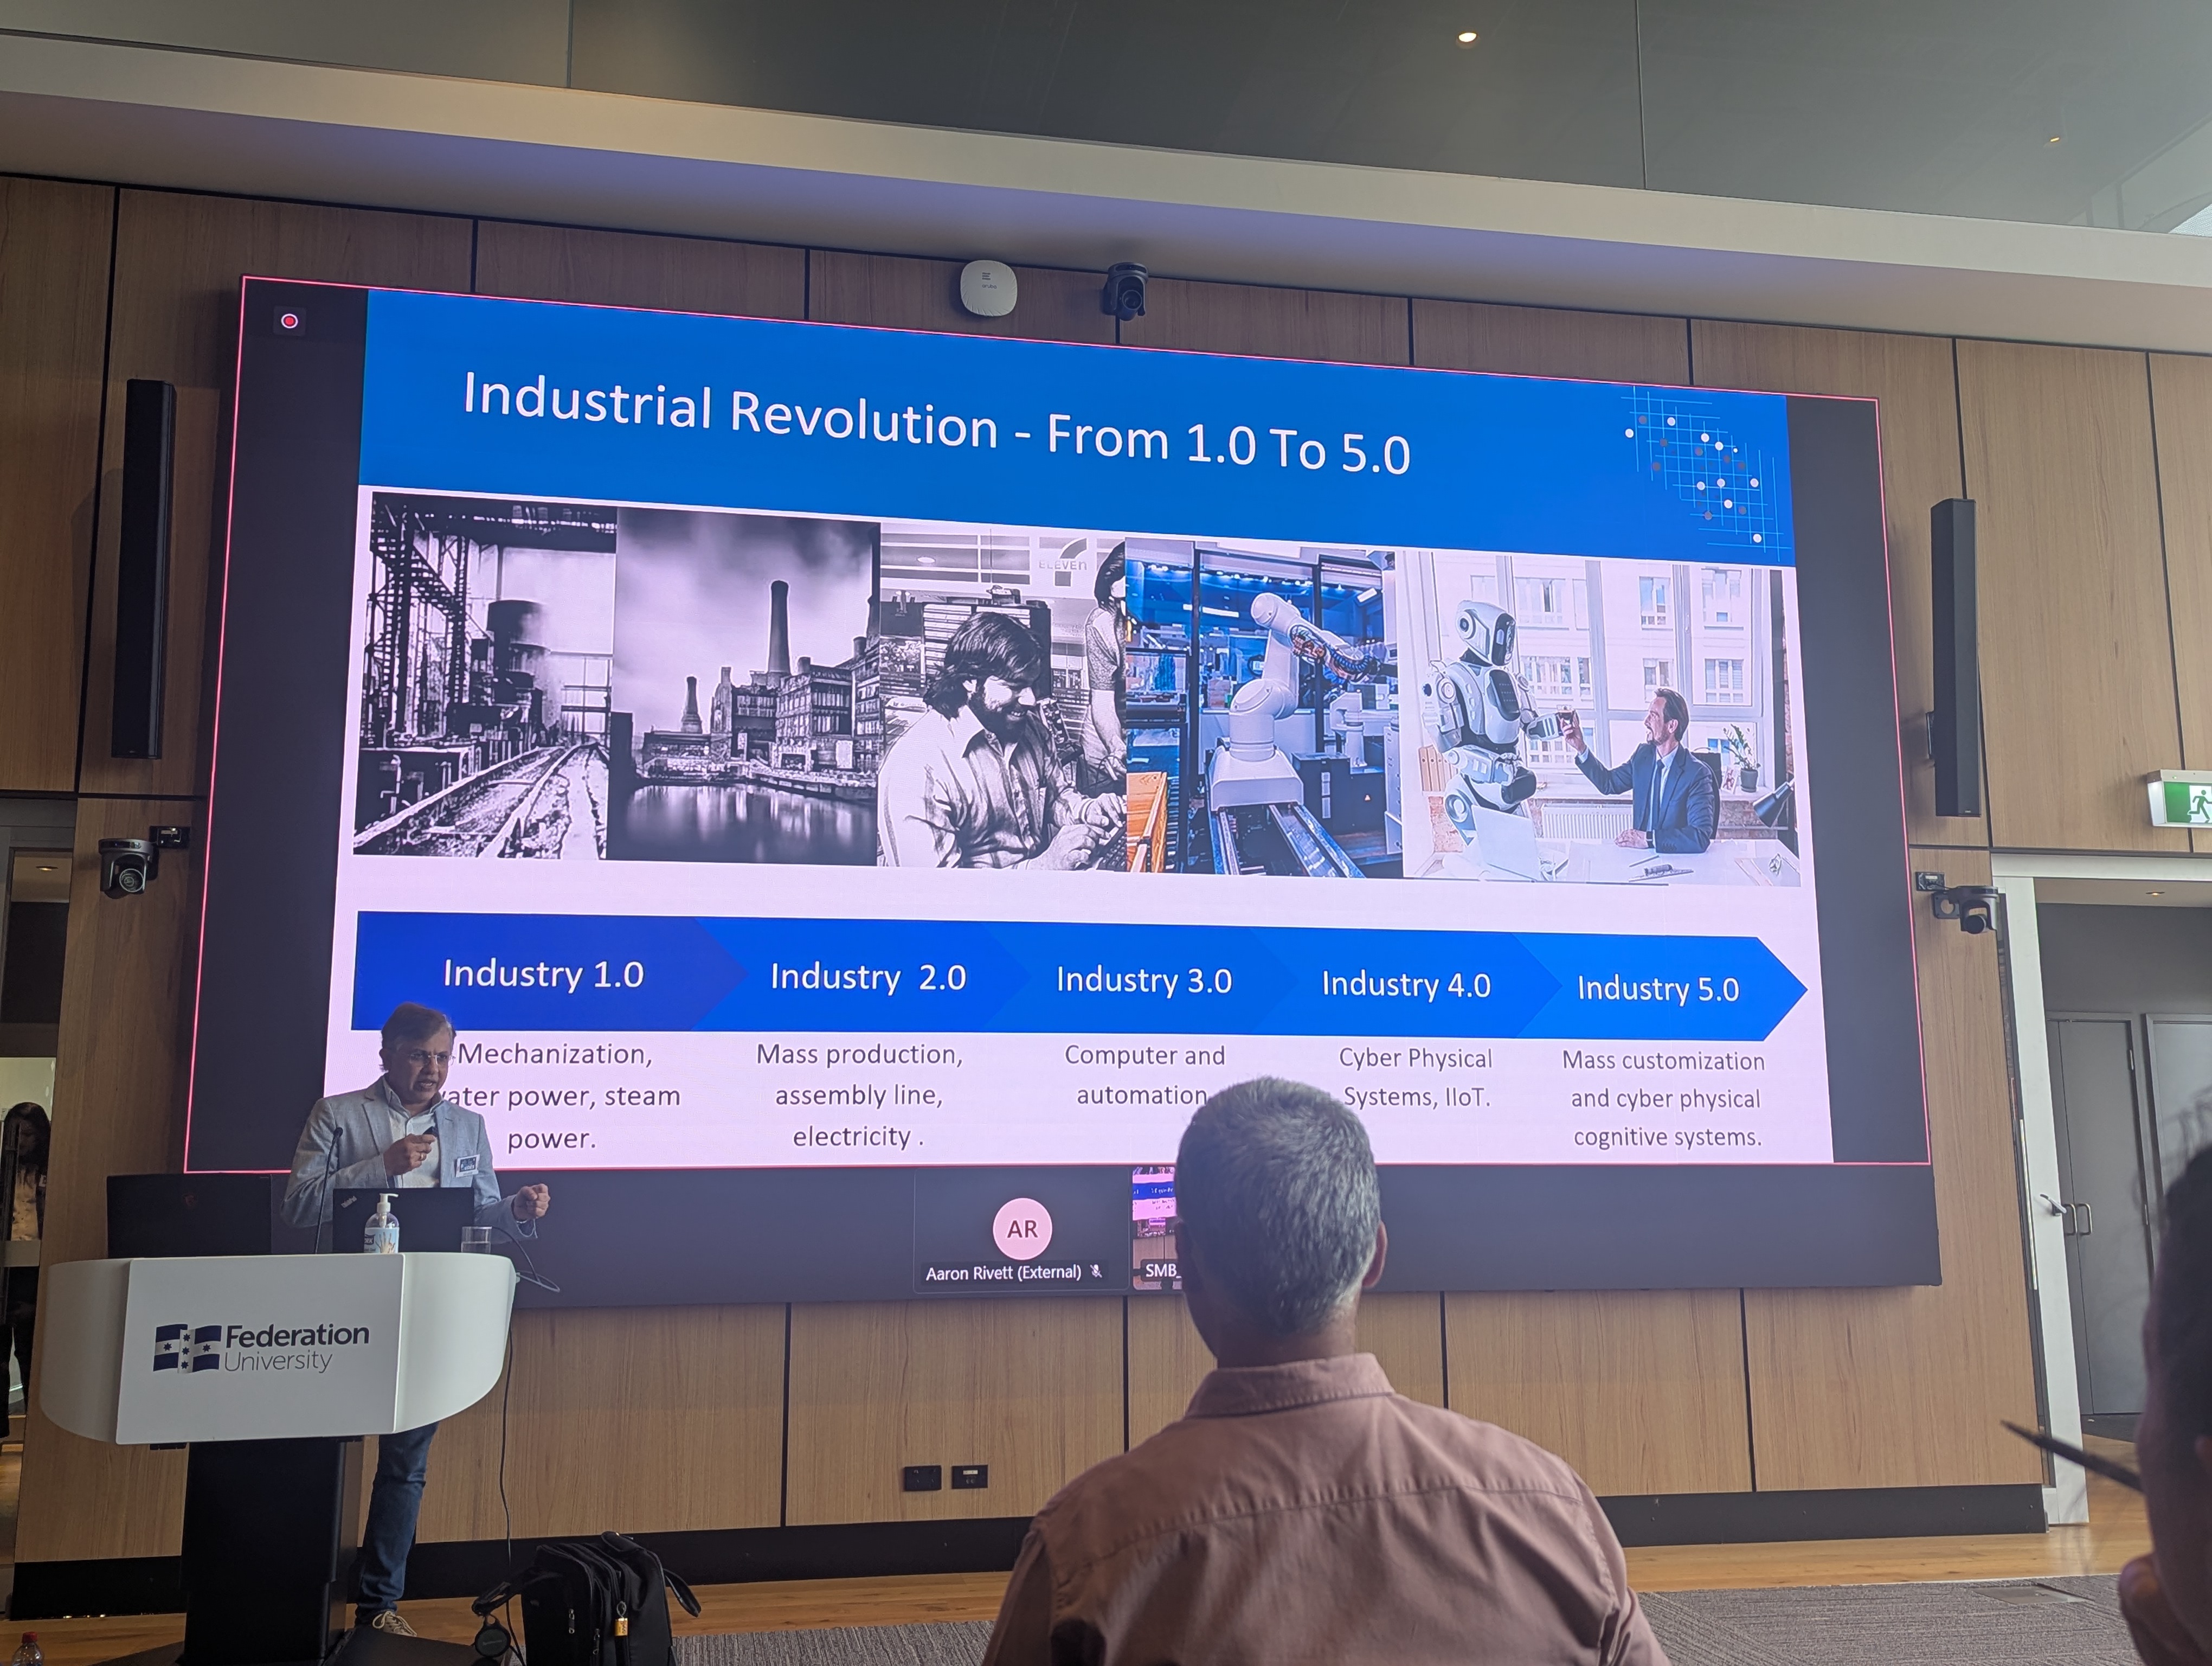 Industrial Revolution - From 1.0 To 5.0
ELEVEn
Industry 1.0
Industry 2.0
Industry 3.0
Industry 4.0
Industry 5.0
Mechanization,
power, steam
power.
Mass production,
assembly line,
electricity .
Computer and
automation
Cyber Physical
Systems, IIoT.
Mass customization
and cyber physical
cognitive systems.
AR
Aaron Rivett (External)
SMB_
Federation
University